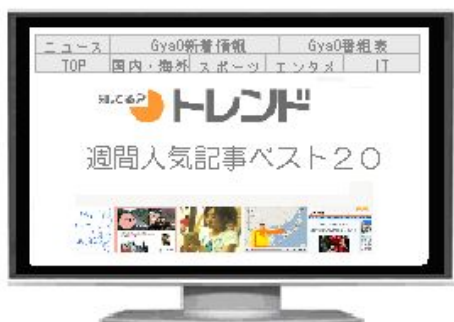 ニュース GyaO新着情報 GyaO番組表
TOP 国内・海外 スポーツ エンタメ IT
知ってる?
トレンド
週間人気記事ベスト20